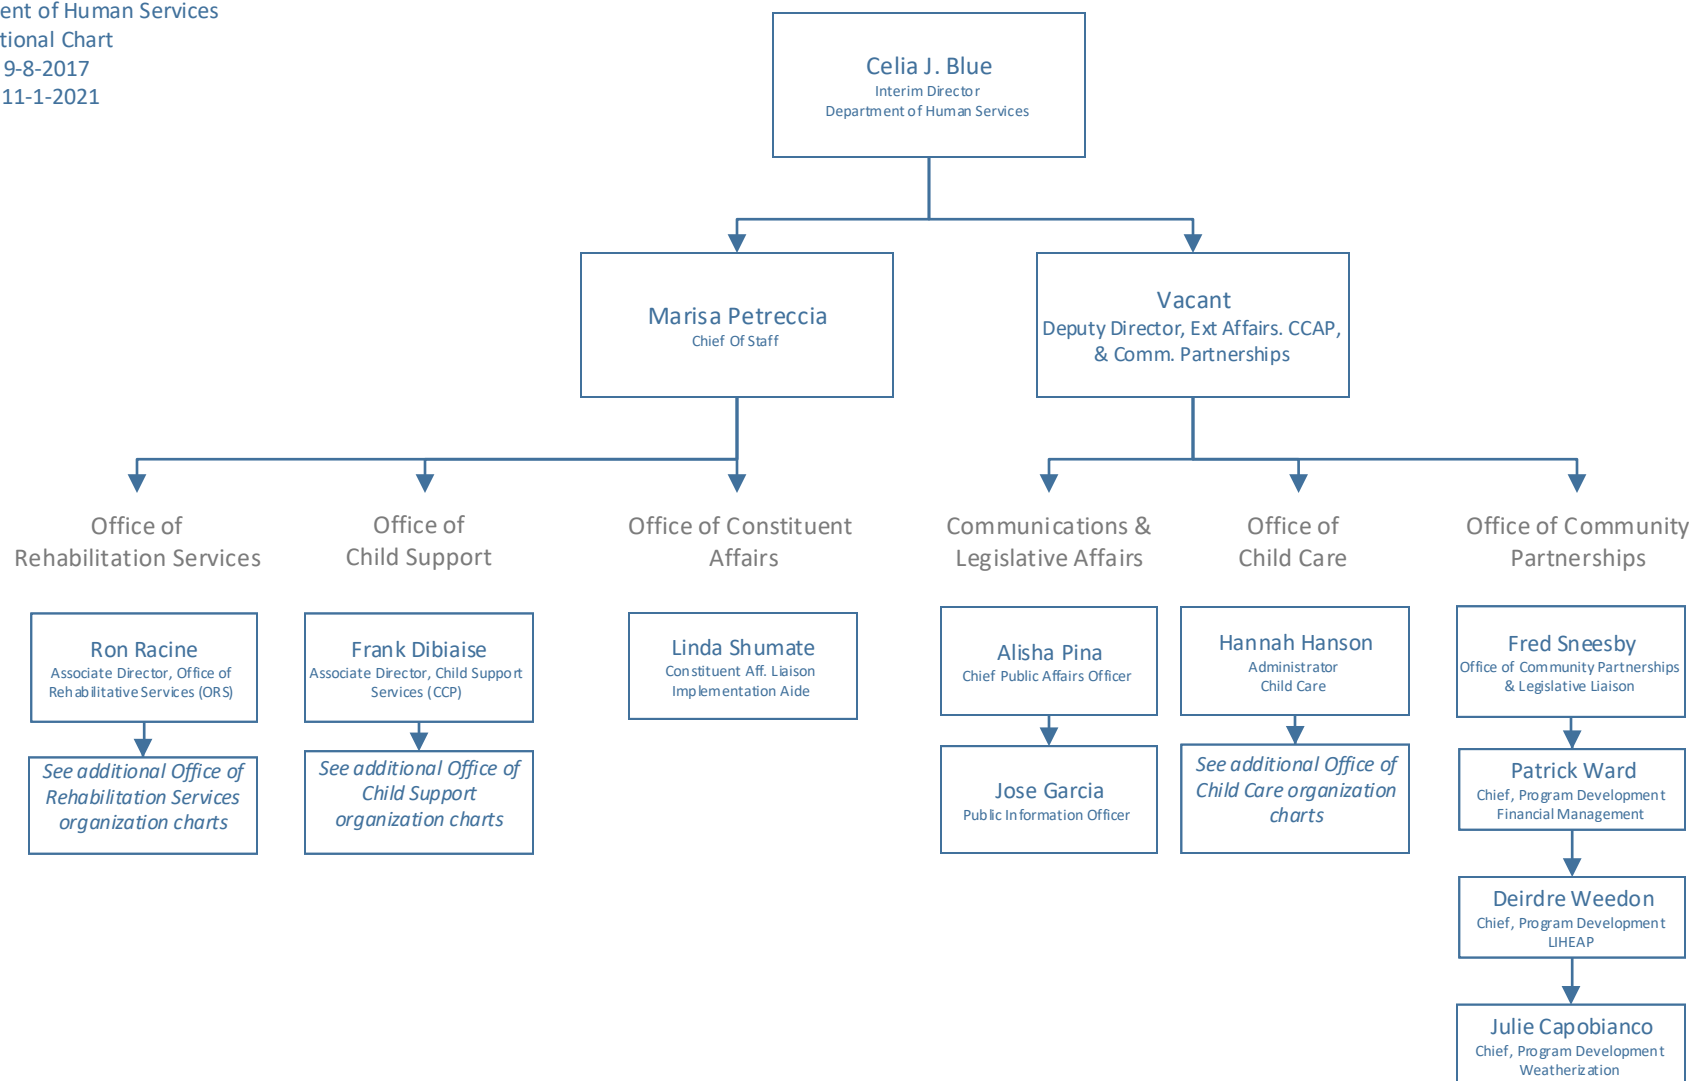 ent of Human Services
tional Chart
9-8-2017
11-1-2021
Celia J. Blue
Interim Director
Department of Human Services
Marisa Petreccia
Chief Of Staff
Vacant
Deputy Director, Ext Affairs. CCAP,
& Comm. Partnerships
Office of
Rehabilitation Services
Office of
Child Support
Office of Constituent
Affairs
Communications &
Legislative Affairs
Office of
Child Care
Office of Community
Partnerships
Ron Racine
Associate Director, Office of
Rehabilitative Services (ORS)
See additional Office of
Rehabilitation Services
organization charts
Frank Dibiaise
Associate Director, Child Support
Services (CCP)
See additional Office of
Child Support
organization charts
Linda Shumate
Constituent Aff. Liaison
Implementation Aide
Alisha Pina
Chief Public Affairs Officer
Jose Garcia
Public Information Officer
Hannah Hanson
Administrator
Child Care
See additional Office of
Child Care organization
charts
Fred Sneesby
Office of Community Partnerships
& Legislative Liaison
Patrick Ward
Chief, Program Development
Financial Management
Deirdre Weedon
Chief, Program Development
LIHEAP
Julie Capobianco
Chief, Program Development
Weatherization